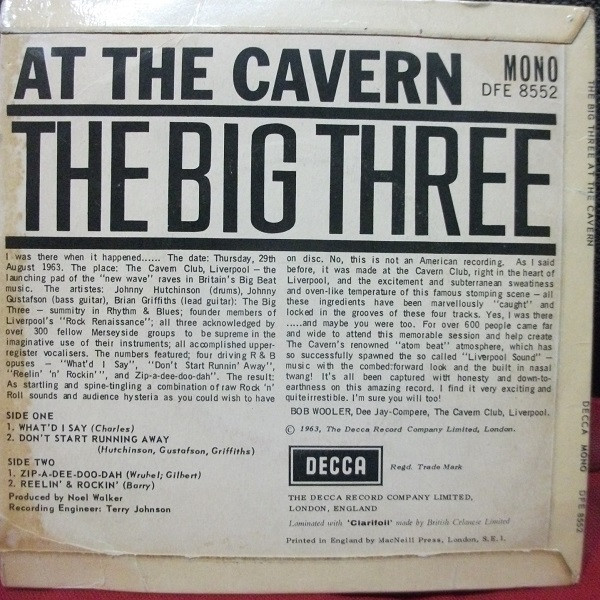 AT THE CAVERN
MONO
DFE 8552
THE BIG THREE
I was there when it happened...... The date: Thursday, 29th
August 1963. The place: The Cavern Club, Liverpool – the
launching pad of the "new wave" raves in Britain's Big Beat
music. The artistes: Johnny Hutchinson (drums), Johnny
Gustafson (bass guitar), Brian Griffiths (lead guitar): The Big
Three – summitry in Rhythm & Blues; founder members of
Liverpool's "Rock Renaissance"; all three acknowledged by
over 300 fellow Merseyside groups to be supreme in the
imaginative use of their instruments; all accomplished upper-
register vocalisers. The numbers featured; four driving R & B
opuses – "What'd I Say", "Don't Start Runnin' Away",
"Reelin' 'n' Rockin'", and Zip-a-dee-doo-dah". The result:
As startling and spine-tingling a combination of raw Rock 'n'
Roll sounds and audience hysteria as you could wish to have
on disc. No, this is not an American recording. As I said
before, it was made at the Cavern Club, right in the heart of
Liverpool, and the excitement and subterranean sweatiness
and oven-like temperature of this famous stomping scene – all
these ingredients have been marvellously "caught" and
locked in the grooves of these four tracks. Yes, I was there
.....and maybe you were too. For over 600 people came far
and wide to attend this memorable session and help create
The Cavern's renowned "atom beat" atmosphere, which has
so successfully spawned the so called "Liverpool Sound" –
music with the combed:forward look and the built in nasal
twang! It's all been captured with honesty and down-to-
earthness on this amazing record. I find it very exciting and
quite irresistible. I'm sure you will too!
BOB WOOLER, Dee Jay-Compere, The Cavern Club, Liverpool.
SIDE ONE
1. WHAT'D I SAY (Charles)
2. DON'T START RUNNING AWAY
(Hutchinson, Gustafson, Griffiths)
SIDE TWO
1. ZIP-A-DEE-DOO-DAH (Wrubel; Gilbert)
2. REELIN' & ROCKIN' (Barry)
Produced by Noel Walker
Recording Engineer: Terry Johnson
© 1963, The Decca Record Company Limited, London.
DECCA
Regd. Trade Mark
THE DECCA RECORD COMPANY LIMITED,
LONDON, ENGLAND
Laminated with 'Clarifoil' made by British Celanese Limited
Printed in England by MacNeill Press, London, S.E.1.
THE BIG THREE AT THE CAVERN
DECCA MONO DFE 8552